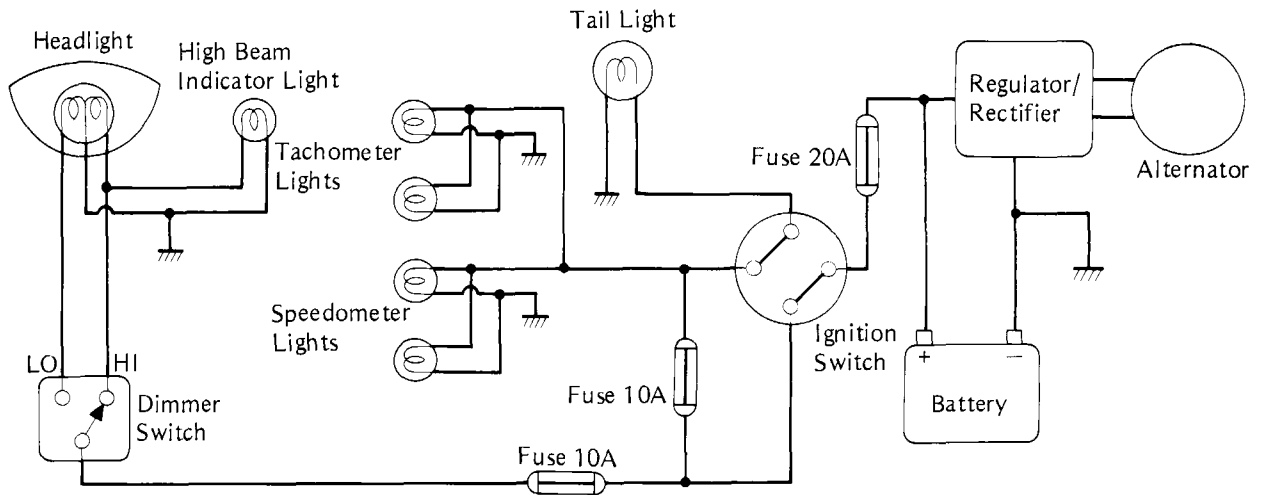 Headlight
High Beam
Indicator Light
Tachometer
Lights
Tail Light
Fuse 20A
Regulator/
Rectifier
Alternator
Speedometer
Lights
Ignition
Switch
LO
HI
Dimmer
Switch
Fuse 10A
Fuse 10A
+
−
Battery